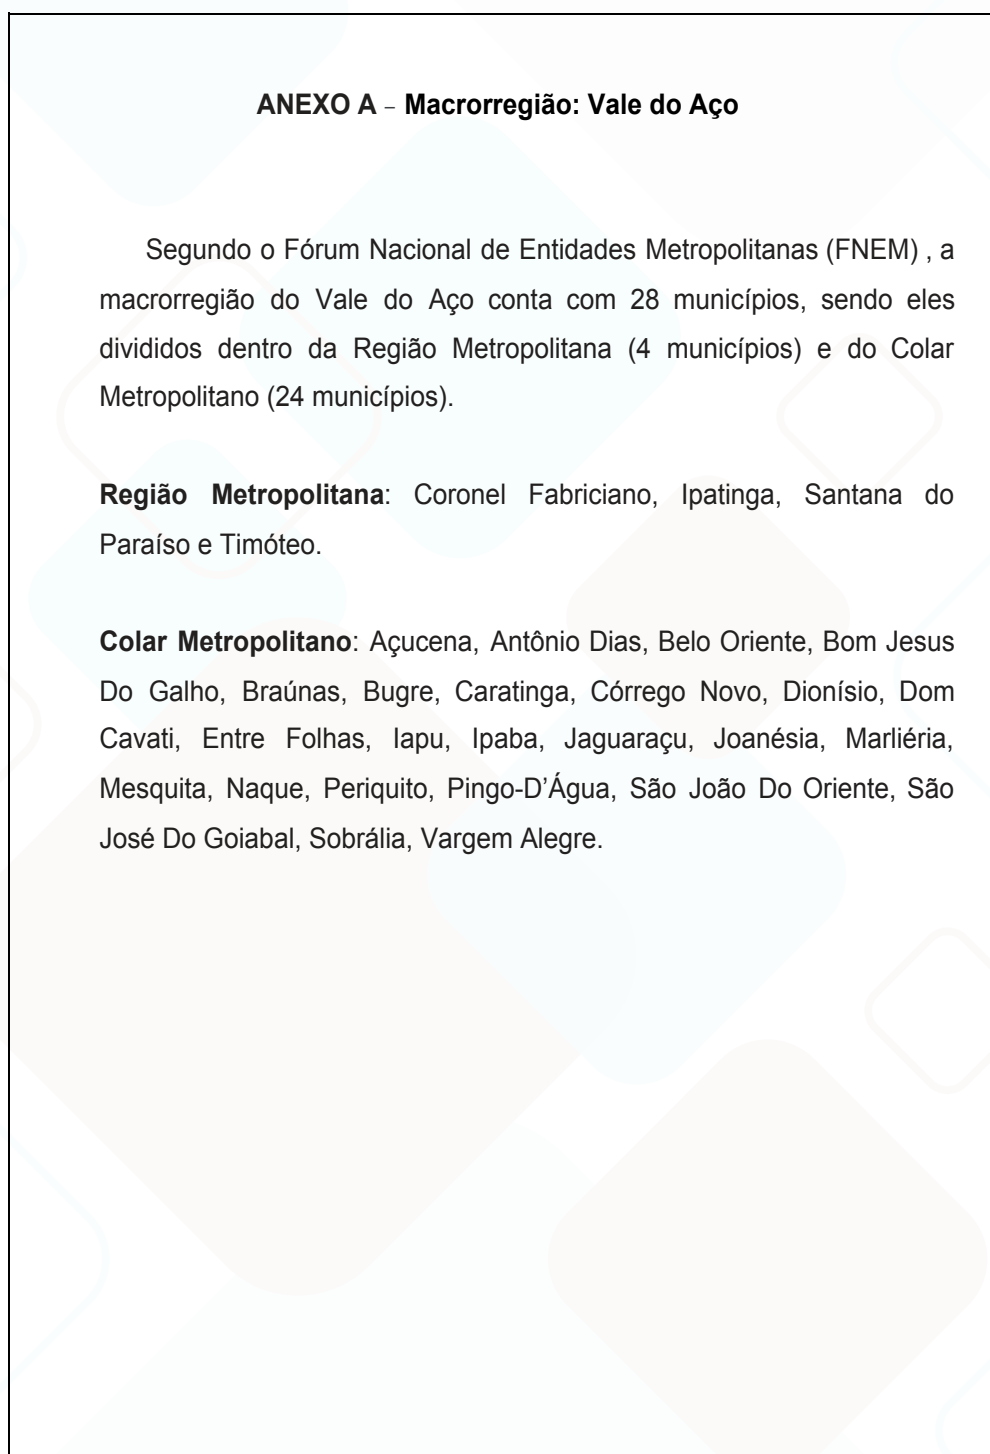 ANEXO A – Macrorregião: Vale do Aço
Segundo o Fórum Nacional de Entidades Metropolitanas (FNEM) , a
macrorregião do Vale do Aço conta com 28 municípios, sendo eles
divididos dentro da Região Metropolitana (4 municípios) e do Colar
Metropolitano (24 municípios).
Região Metropolitana: Coronel Fabriciano, Ipatinga, Santana do
Paraíso e Timóteo.
Colar Metropolitano: Açucena, Antônio Dias, Belo Oriente, Bom Jesus
Do Galho, Braúnas, Bugre, Caratinga, Córrego Novo, Dionísio, Dom
Cavati, Entre Folhas, Iapu, Ipaba, Jaguaraçu, Joanésia, Marliéria,
Mesquita, Naque, Periquito, Pingo-D’Água, São João Do Oriente, São
José Do Goiabal, Sobrália, Vargem Alegre.